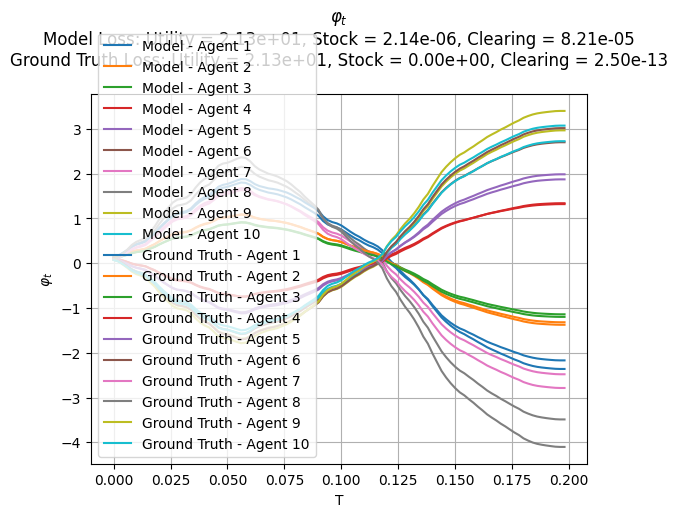 φt
Model Loss: Utility = 2.13e+01, Stock = 2.14e-06, Clearing = 8.21e-05
Ground Truth Loss: Utility = 2.13e+01, Stock = 0.00e+00, Clearing = 2.50e-13
Model - Agent 1
Model - Agent 2
Model - Agent 3
Model - Agent 4
Model - Agent 5
Model - Agent 6
Model - Agent 7
Model - Agent 8
Model - Agent 9
Model - Agent 10
Ground Truth - Agent 1
Ground Truth - Agent 2
Ground Truth - Agent 3
Ground Truth - Agent 4
Ground Truth - Agent 5
Ground Truth - Agent 6
Ground Truth - Agent 7
Ground Truth - Agent 8
Ground Truth - Agent 9
Ground Truth - Agent 10
φt
3
2
1
0
−1
−2
−3
−4
0.000 0.025 0.050 0.075 0.100 0.125 0.150 0.175 0.200
T